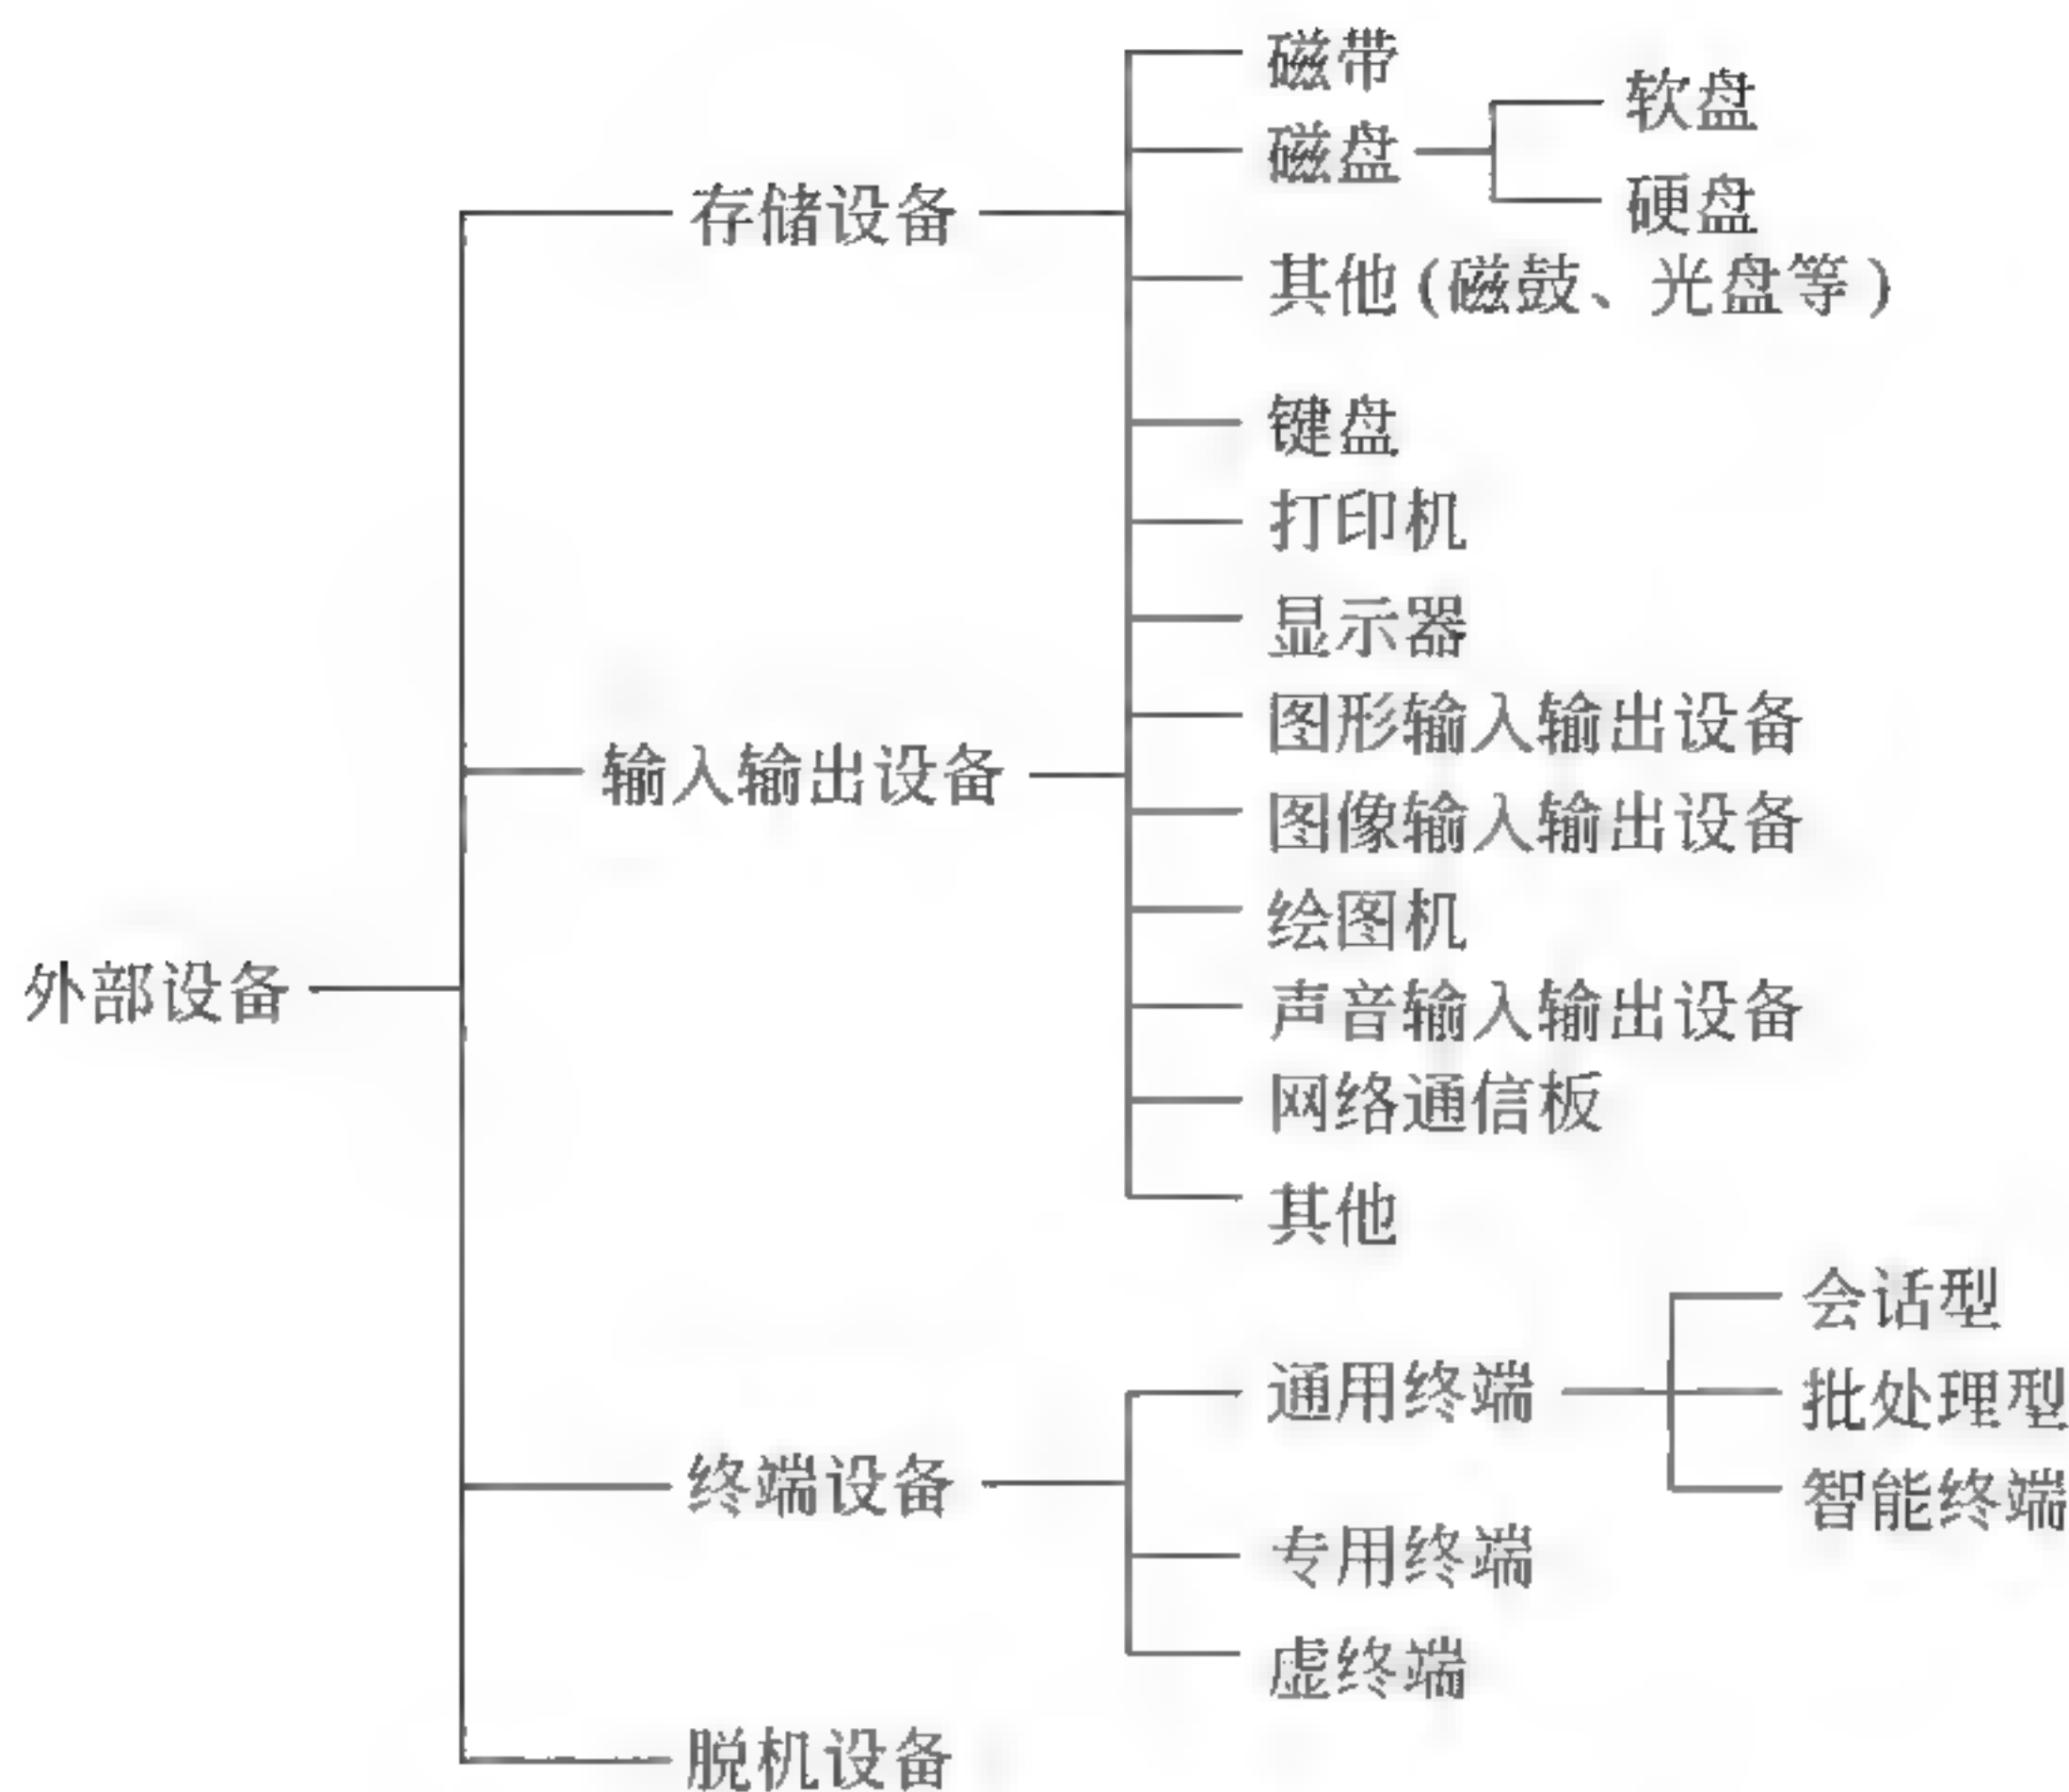 磁带
软盘
磁盘
硬盘
存储设备
其他(磁鼓、光盘等)
键盘
打印机
显示器
图形输入输出设备
输入输出设备
图像输入输出设备
绘图机
外部设备
声音输入输出设备
网络通信板
其他
会话型
通用终端
批处理型
终端设备
智能终端
专用终端
虚终端
脱机设备